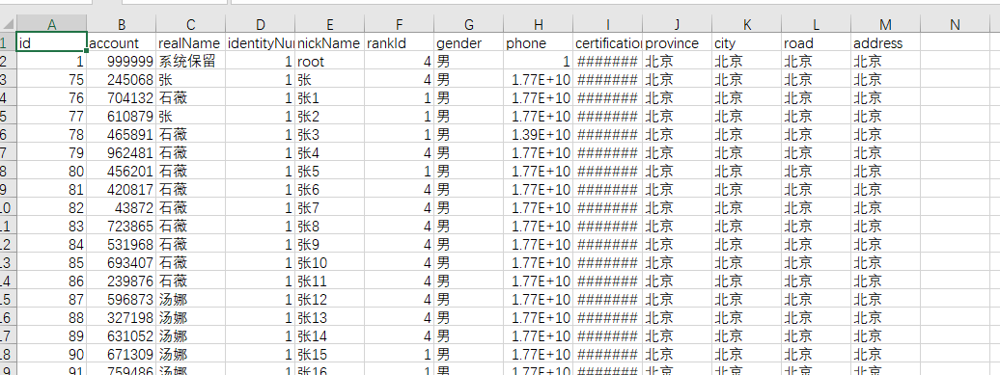 A B C D E F G H I J K L M N
1 id account realName identityNu nickName rankId gender phone certification province city road address
2 1 999999 系统保留 1 root 4 男 1 ####### 北京 北京 北京 北京
3 75 245068 张 1 张 4 男 1.77E+10 ####### 北京 北京 北京 北京
4 76 704132 石薇 1 张1 1 男 1.77E+10 ####### 北京 北京 北京 北京
5 77 610879 张 1 张2 1 男 1.77E+10 ####### 北京 北京 北京 北京
6 78 465891 石薇 1 张3 1 男 1.39E+10 ####### 北京 北京 北京 北京
7 79 962481 石薇 1 张4 4 男 1.77E+10 ####### 北京 北京 北京 北京
8 80 456201 石薇 1 张5 1 男 1.77E+10 ####### 北京 北京 北京 北京
9 81 420817 石薇 1 张6 4 男 1.77E+10 ####### 北京 北京 北京 北京
.0 82 43872 石薇 1 张7 4 男 1.77E+10 ####### 北京 北京 北京 北京
.1 83 723865 石薇 1 张8 4 男 1.77E+10 ####### 北京 北京 北京 北京
.2 84 531968 石薇 1 张9 4 男 1.77E+10 ####### 北京 北京 北京 北京
.3 85 693407 石薇 1 张10 4 男 1.77E+10 ####### 北京 北京 北京 北京
.4 86 239876 石薇 1 张11 4 男 1.77E+10 ####### 北京 北京 北京 北京
.5 87 596873 汤娜 1 张12 4 男 1.77E+10 ####### 北京 北京 北京 北京
.6 88 327198 汤娜 1 张13 4 男 1.77E+10 ####### 北京 北京 北京 北京
.7 89 631052 汤娜 1 张14 4 男 1.77E+10 ####### 北京 北京 北京 北京
.8 90 671309 汤娜 1 张15 1 男 1.77E+10 ####### 北京 北京 北京 北京
.9 91 759486 汤娜 1 张16 1 男 1.77E+10 ####### 北京 北京 北京 北京